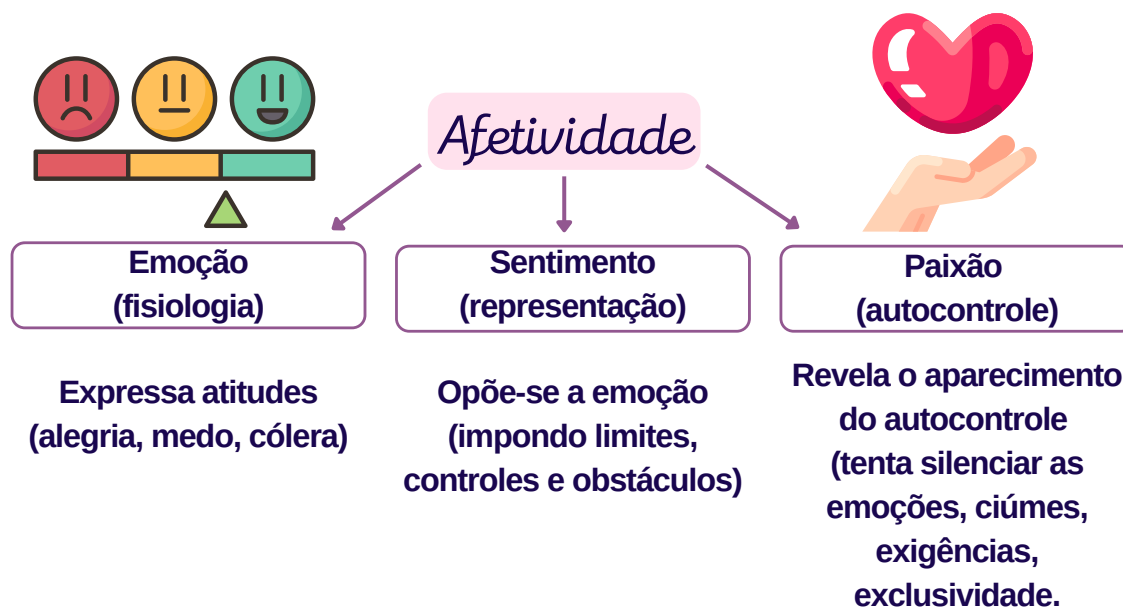 Afetividade
Emoção
(fisiologia)
Sentimento
(representação)
Paixão
(autocontrole)
Expressa atitudes
(alegria, medo, cólera)
Opõe-se a emoção
(impondo limites,
controles e obstáculos)
Revela o aparecimento
do autocontrole
(tenta silenciar as
emoções, ciúmes,
exigências,
exclusividade.